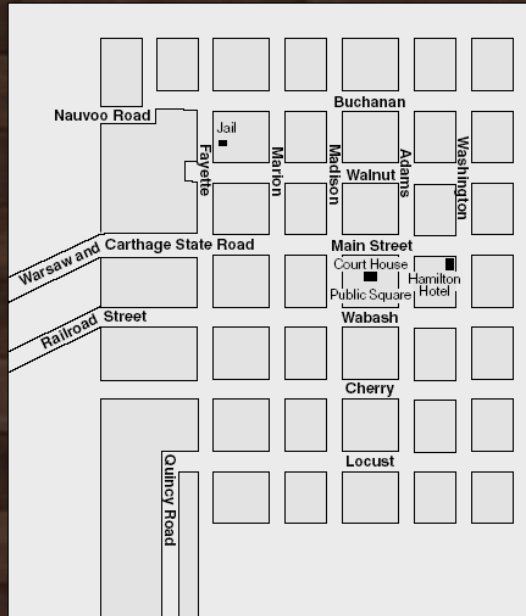 Buchanan
Nauvoo Road
Jail
Fayette
Marion
Madison
Adams
Washington
Walnut
Warsaw and Carthage State Road
Main Street
Court House
Public Square
Hamilton
Hotel
Railroad Street
Wabash
Cherry
Locust
Quincy Road